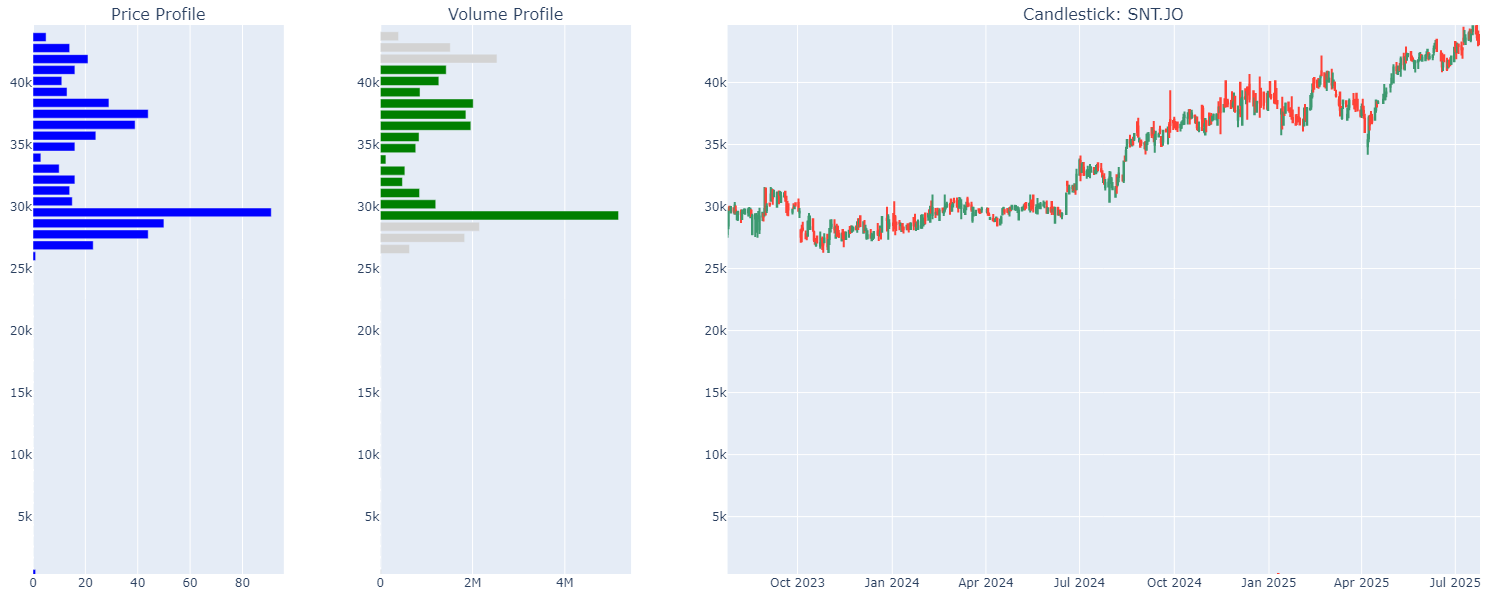 Price Profile
Volume Profile
Candlestick: SNT.JO
40k
35k
30k
25k
20k
15k
10k
5k
0
20
40
60
80
40k
35k
30k
25k
20k
15k
10k
5k
0
2M
4M
40k
35k
30k
25k
20k
15k
10k
5k
Oct 2023
Jan 2024
Apr 2024
Jul 2024
Oct 2024
Jan 2025
Apr 2025
Jul 2025